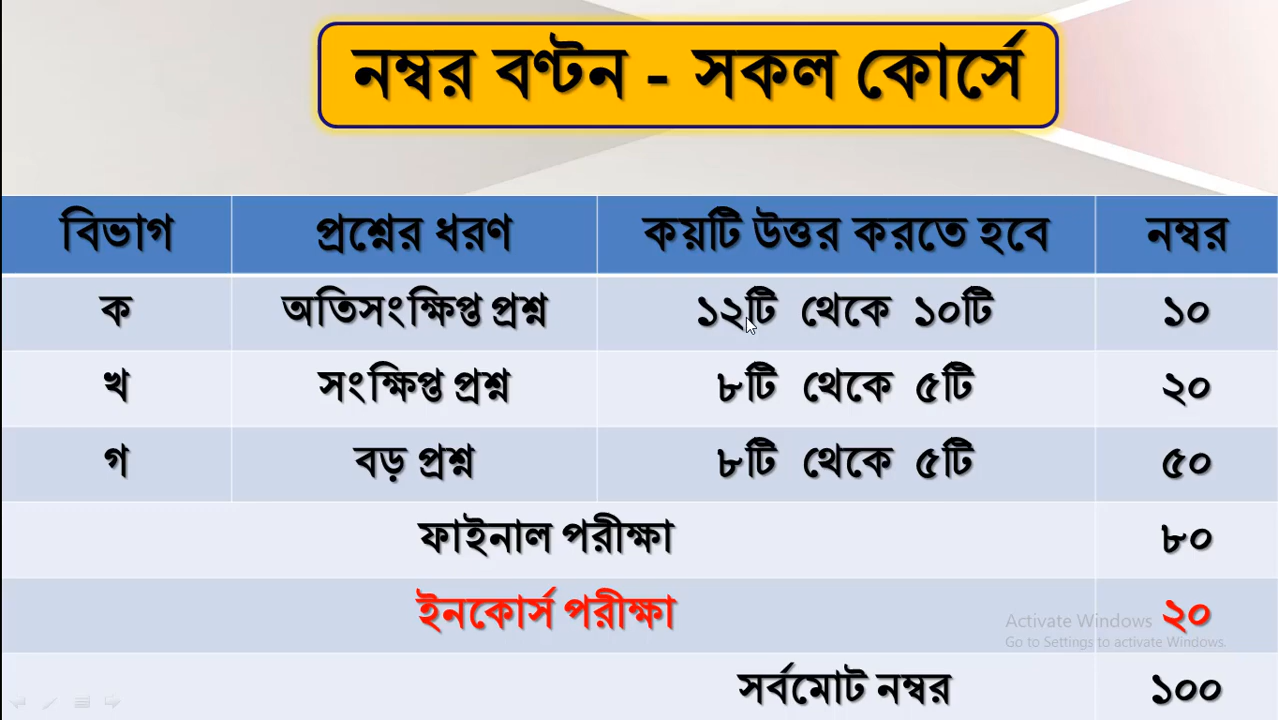 নম্বর বণ্টন - সকল কোর্সে
বিভাগ প্রশ্নের ধরণ কয়টি উত্তর করতে হবে নম্বর
ক অতিসংক্ষিপ্ত প্রশ্ন ১২টি থেকে ১০টি ১০
খ সংক্ষিপ্ত প্রশ্ন ৮টি থেকে ৫টি ২০
গ বড় প্রশ্ন ৮টি থেকে ৫টি ৫০
ফাইনাল পরীক্ষা ৮০
ইনকোর্স পরীক্ষা ২০
Activate Windows
Go to Settings to activate Windows.
সর্বমোট নম্বর ১০০